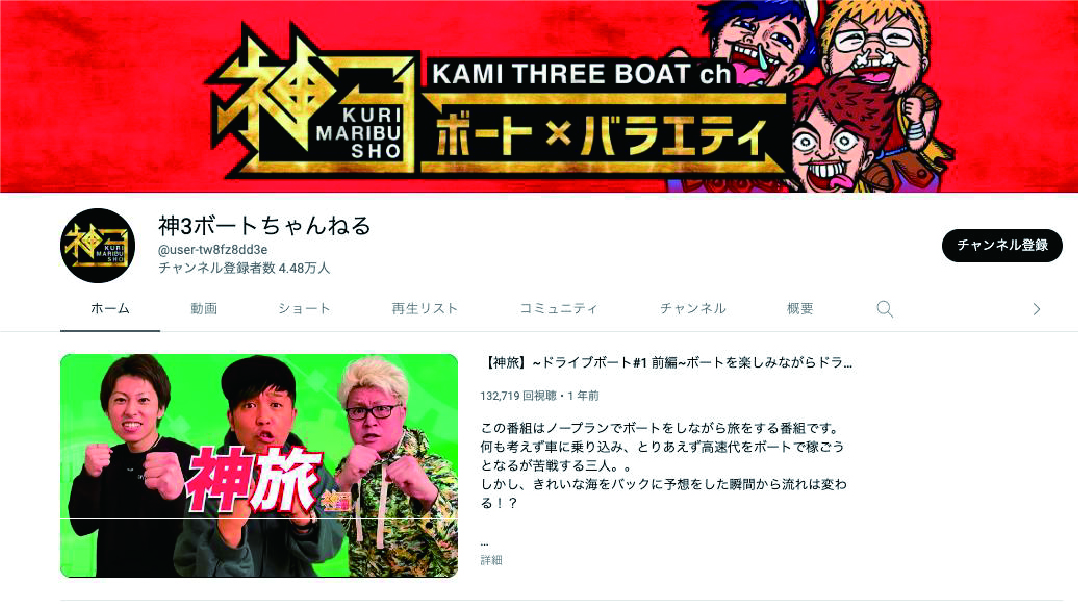 神3
KURI
MARIBU
SHO
KAMI THREE BOAT ch
ボート×バラエティ
神3
KURI
MARIBU
SHO
神3ボートちゃんねる
@user-tw8fz8dd3e
チャンネル登録者数 4.48万人
チャンネル登録
ホーム
動画
ショート
再生リスト
コミュニティ
チャンネル
概要
神旅
【神旅】~ドライブボート#1 前編~ボートを楽しみながらドラ...
132,719 回視聴・1 年前
この番組はノープランでボートをしながら旅をする番組です。
何も考えず車に乗り込み、とりあえず高速代をボートで稼ごう
となるが苦戦する三人。。
しかし、きれいな海をバックに予想をした瞬間から流れは変わ
る！？
...
詳細